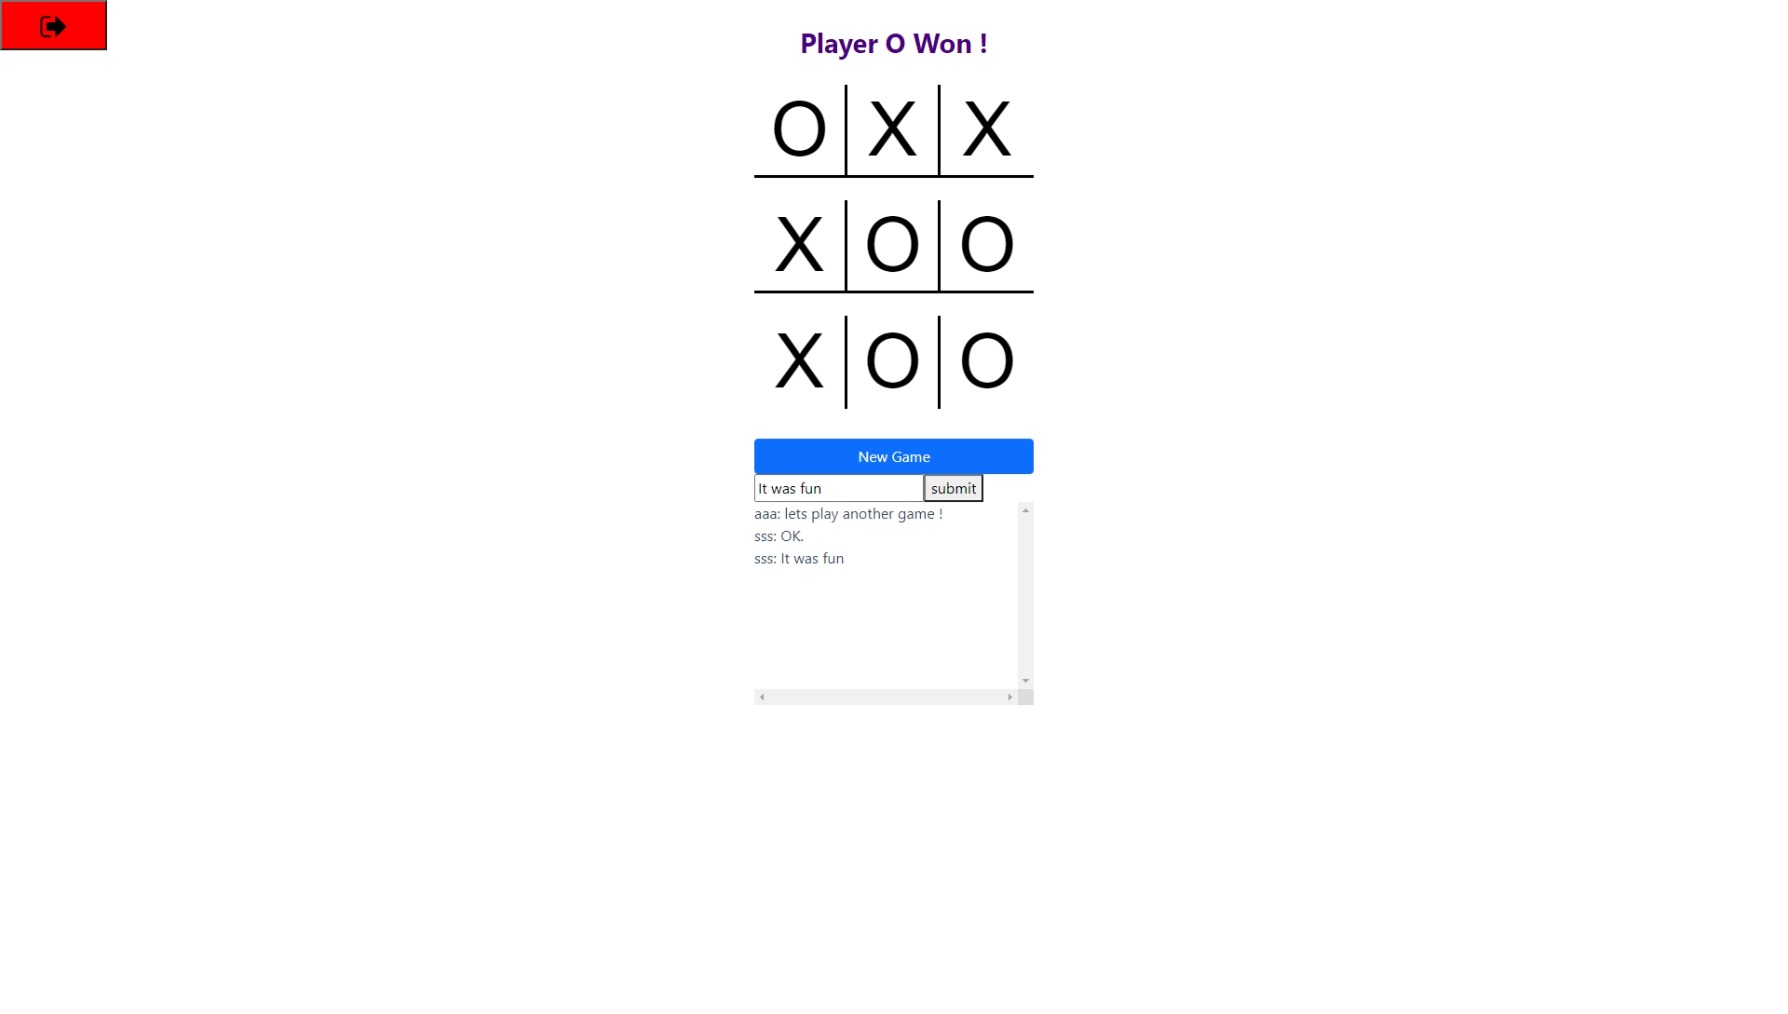 Player O Won !
O X X
X O O
X O O
New Game
It was fun submit
aaa: lets play another game !
sss: OK.
sss: It was fun